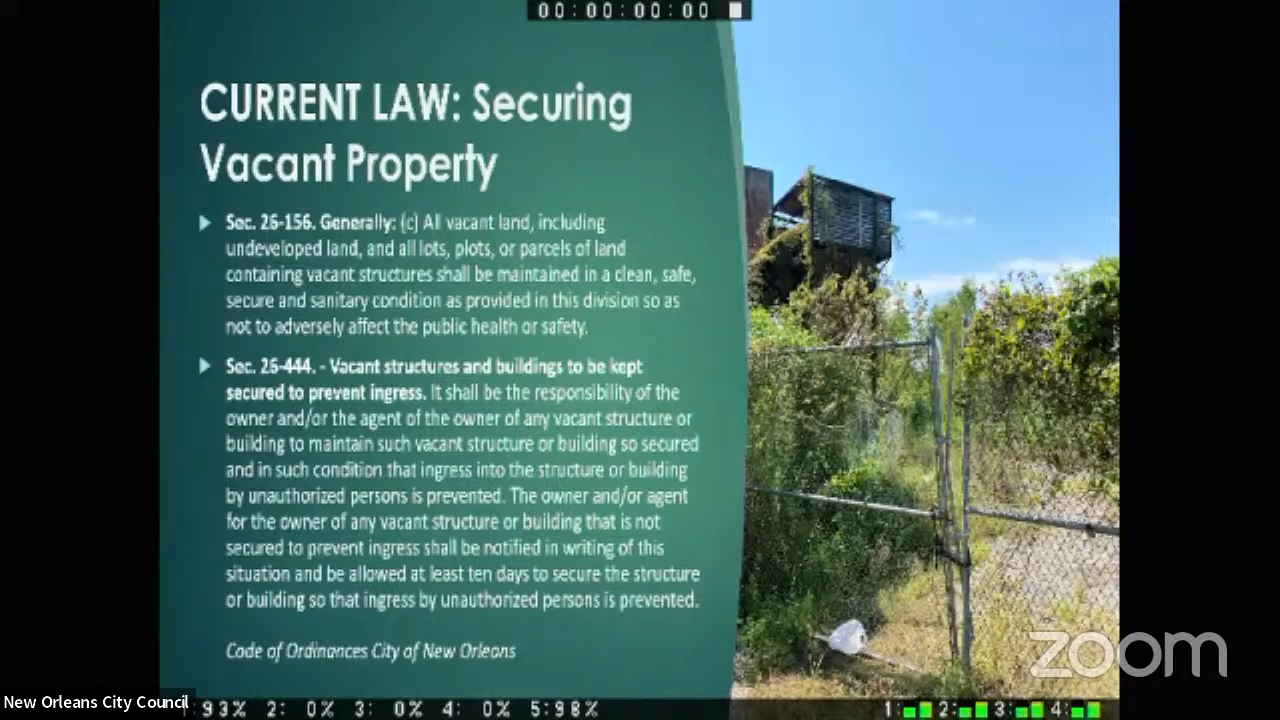 00:00:00:00
CURRENT LAW: Securing
Vacant Property
Sec. 26-156. Generally: (c) All vacant land, including
undeveloped land, and all lots, plots, or parcels of land
containing vacant structures shall be maintained in a clean, safe,
secure and sanitary condition as provided in this division so as
not to adversely affect the public health or safety.
Sec. 26-444. - Vacant structures and buildings to be kept
secured to prevent ingress. It shall be the responsibility of the
owner and/or the agent of the owner of any vacant structure or
building to maintain such vacant structure or building so secured
and in such condition that ingress into the structure or building
by unauthorized persons is prevented. The owner and/or agent
for the owner of any vacant structure or building that is not
secured to prevent ingress shall be notified in writing of this
situation and be allowed at least ten days to secure the structure
or building so that ingress by unauthorized persons is prevented.
Code of Ordinances City of New Orleans
zoom
New Orleans City Council
:93% 2: 0% 3: 0% 4: 0% 5:98% 1: 2: 3: 4: